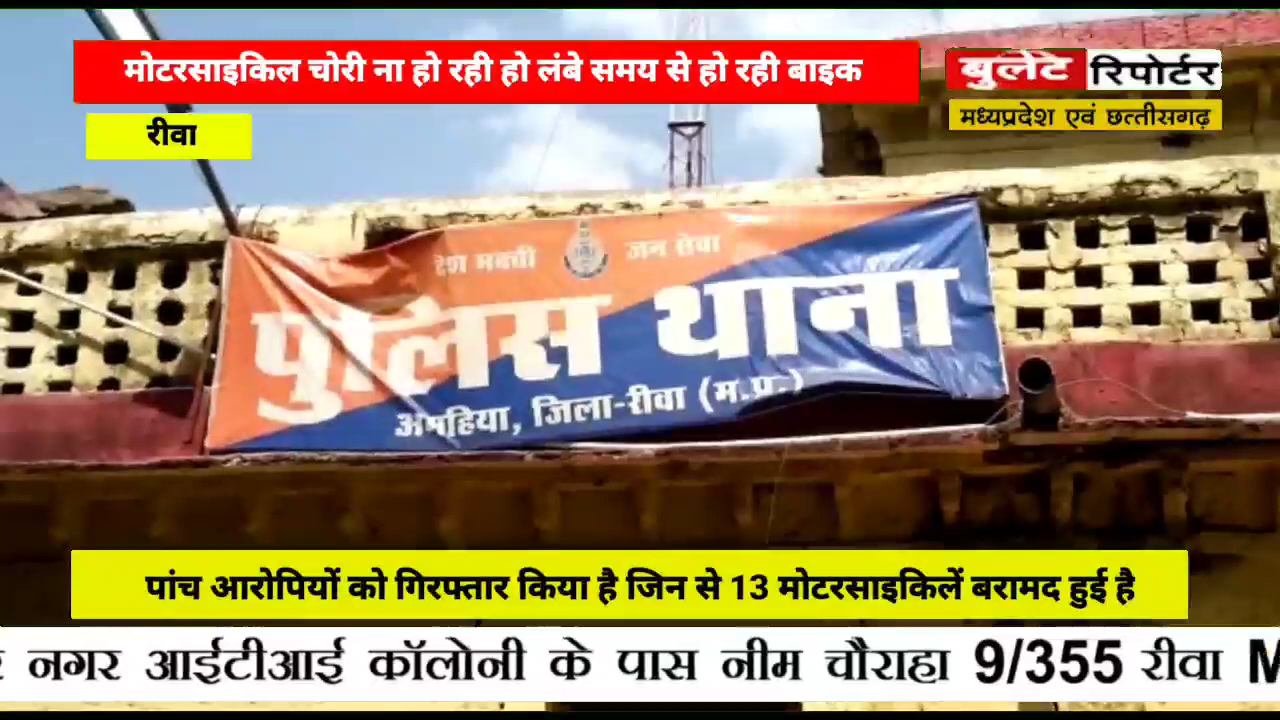 मोटरसाइकिल चोरी ना हो रही हो लंबे समय से हो रही बाइक
बुलेट रिपोर्टर
मध्यप्रदेश एवं छत्तीसगढ़
रीवा
देश भक्ती जन सेवा
पुलिस थाना
अमहिया, जिला-रीवा (म.प्र.)
पांच आरोपियों को गिरफ्तार किया है जिन से 13 मोटरसाइकिलें बरामद हुई है
नगर आईटीआई कॉलोनी के पास नीम चौराहा 9/355 रीवा